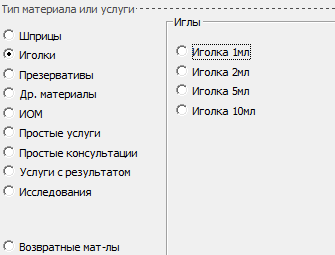 Тип материала или услуги
Шприцы
Иголки
Презервативы
Др. материалы
ИОМ
Простые услуги
Простые консультации
Услуги с результатом
Исследования
Возвратные мат-лы
Иглы
Иголка 1мл
Иголка 2мл
Иголка 5мл
Иголка 10мл